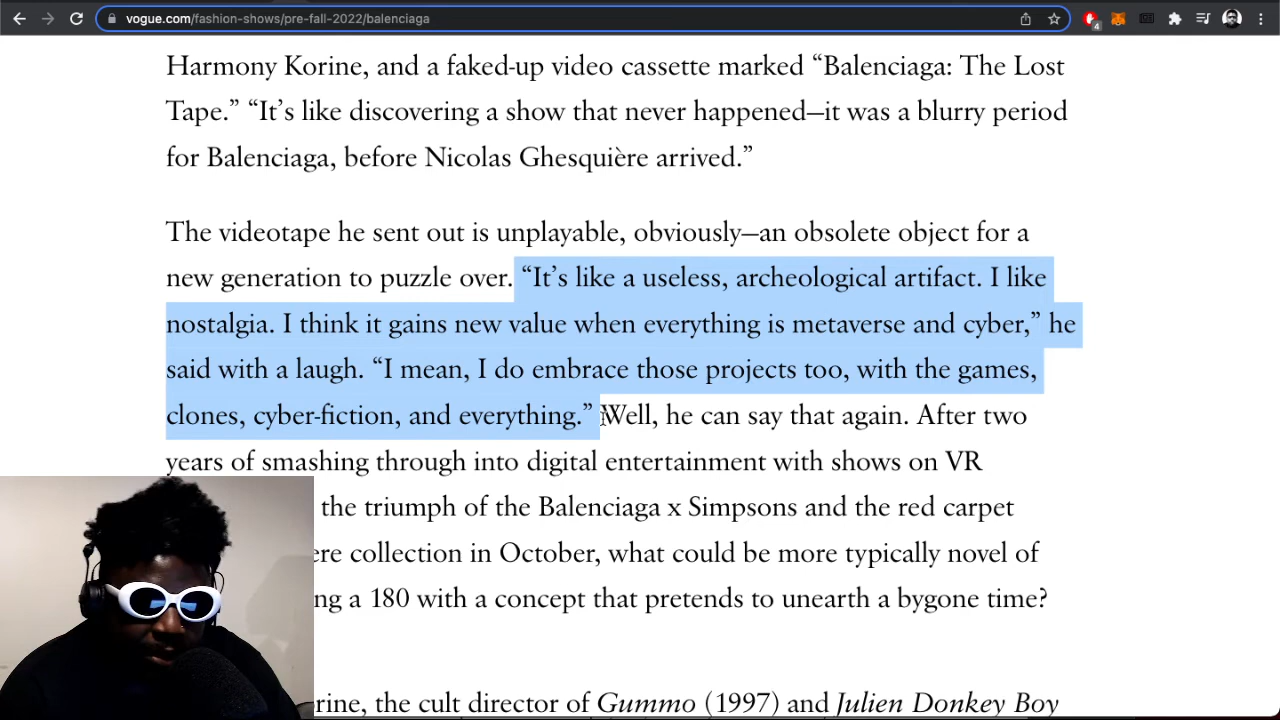 vogue.com/fashion-shows/pre-fall-2022/balenciaga
4
Harmony Korine, and a faked-up video cassette marked “Balenciaga: The Lost
Tape.” “It’s like discovering a show that never happened—it was a blurry period
for Balenciaga, before Nicolas Ghesquière arrived.”
The videotape he sent out is unplayable, obviously—an obsolete object for a
new generation to puzzle over. “It’s like a useless, archeological artifact. I like
nostalgia. I think it gains new value when everything is metaverse and cyber,” he
said with a laugh. “I mean, I do embrace those projects too, with the games,
clones, cyber-fiction, and everything.” Well, he can say that again. After two
years of smashing through into digital entertainment with shows on VR
the triumph of the Balenciaga x Simpsons and the red carpet
ere collection in October, what could be more typically novel of
ng a 180 with a concept that pretends to unearth a bygone time?
rine, the cult director of Gummo (1997) and Julien Donkey Boy